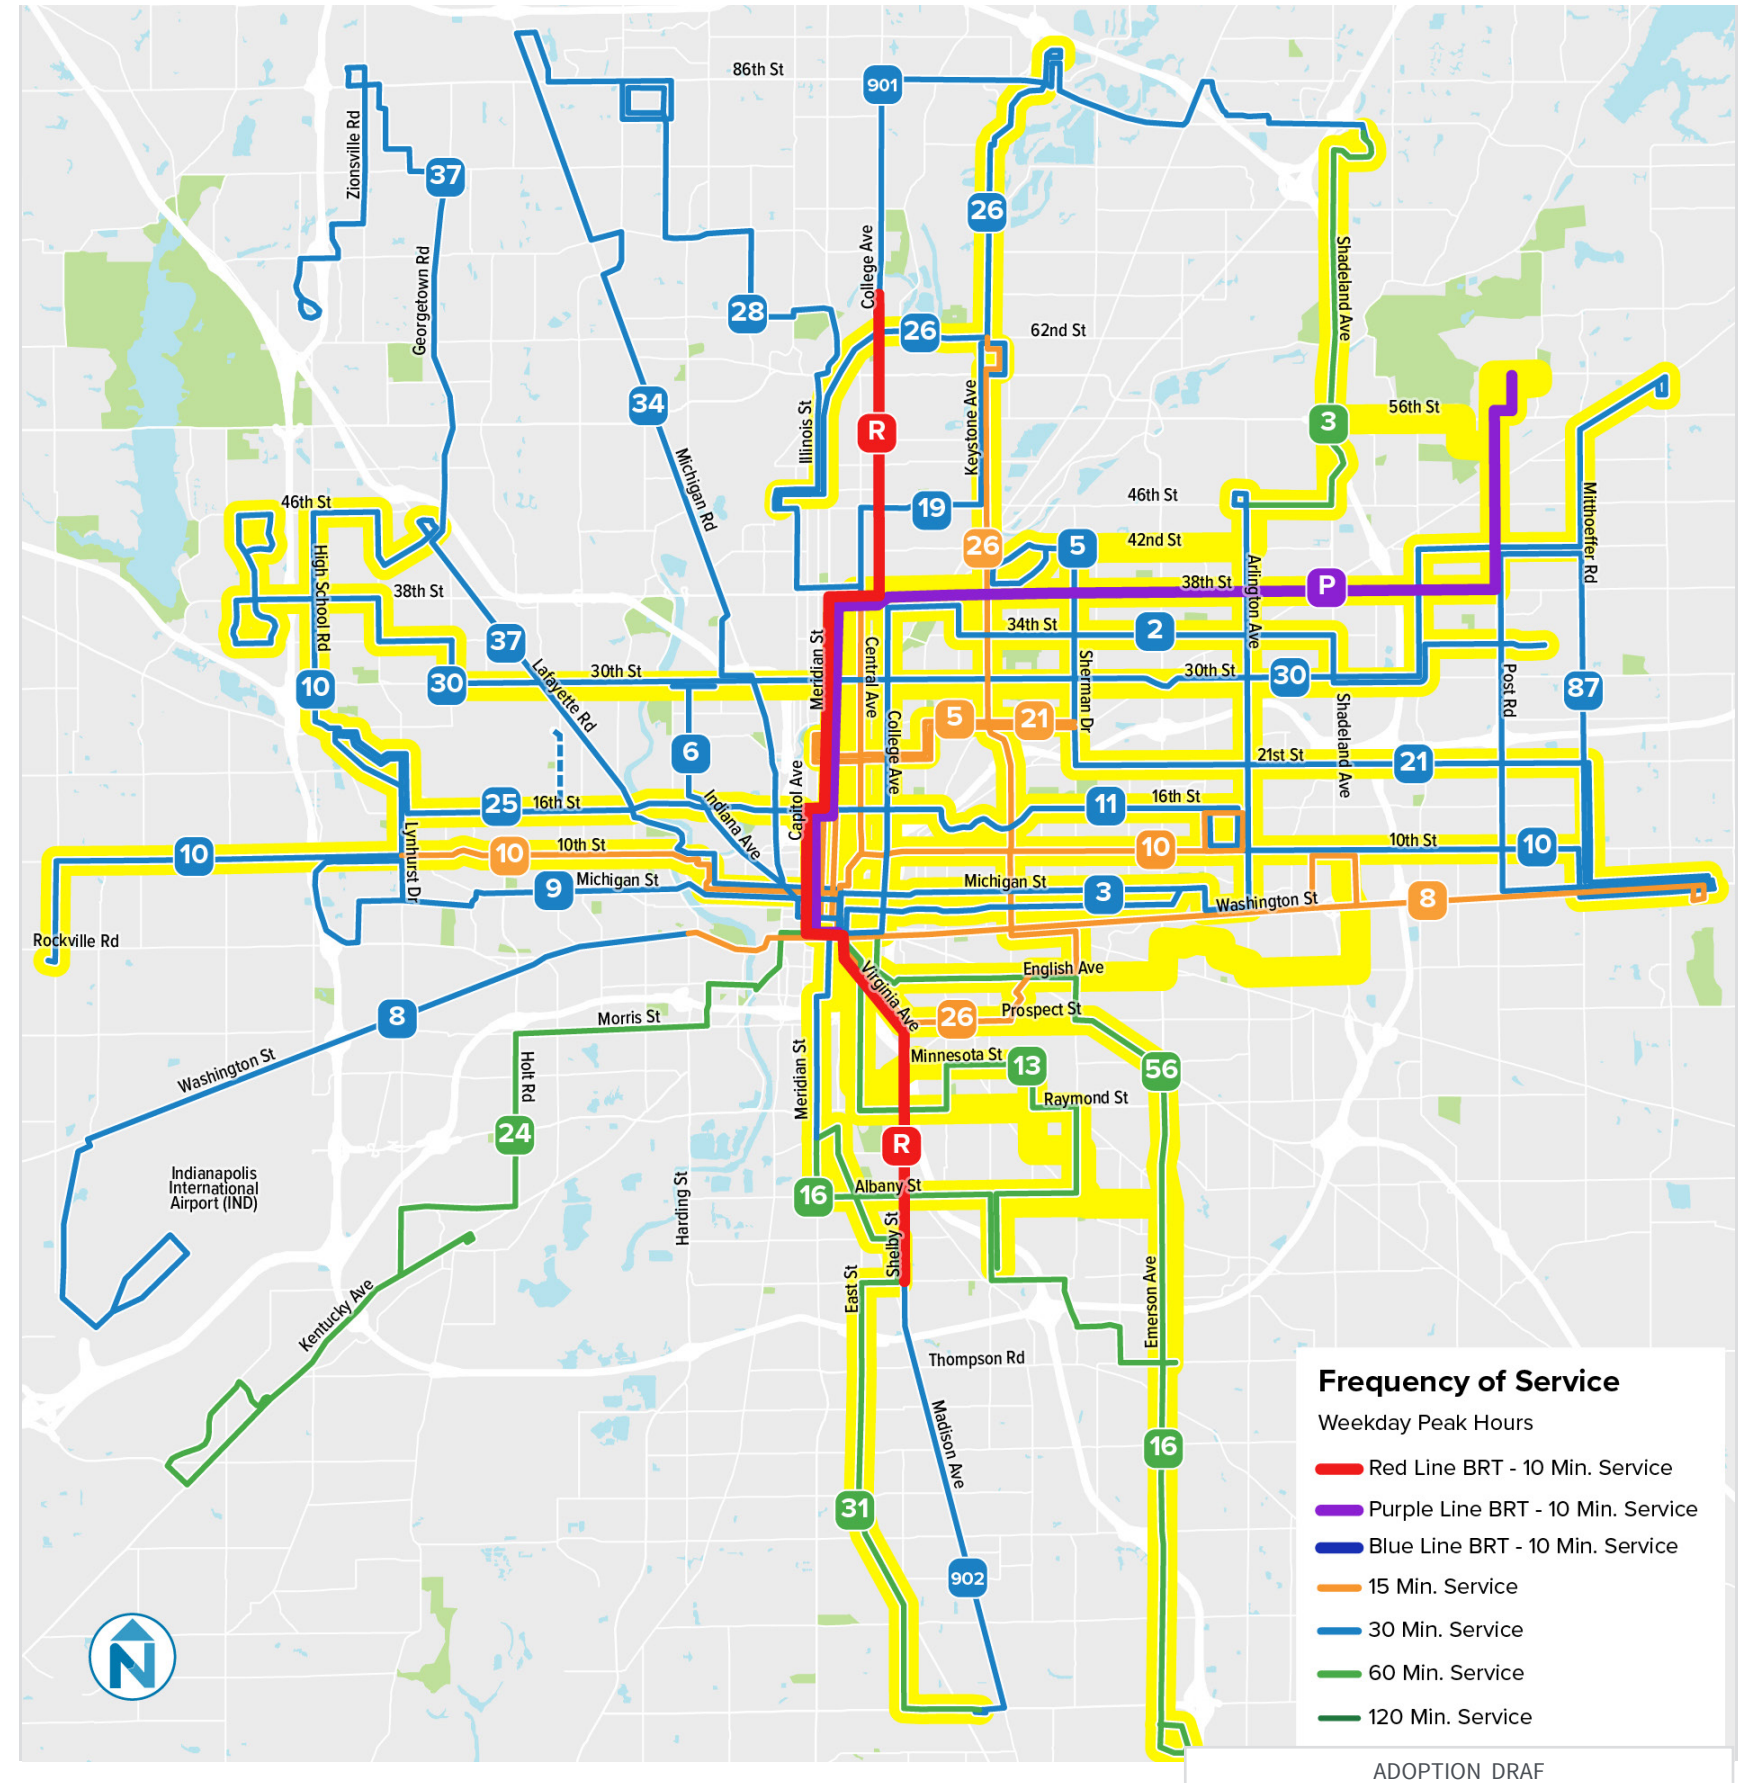 86th St
901
Zionsville Rd
37
26
Georgetown Rd
College Ave
Shadeland Ave
28
26
62nd St
34
Keystone Ave
56th St
3
Illinois St
R
Michigan Rd
46th St
19
46th St
Mitthoeffer Rd
26
5
42nd St
High School Rd
38th St
Arlington Ave
38th St
P
37
Meridian St
Central Ave
34th St
2
Lafayette Rd
30th St
Sherman Dr
30th St
30
Post Rd
10
30
87
5
21
Shadeland Ave
6
College Ave
21st St
21
Capitol Ave
25
16th St
Indiana Ave
11
16th St
Lynhurst Dr
10
10
10th St
10
10th St
10
9
Michigan St
Michigan St
3
Washington St
8
Rockville Rd
Virginia Ave
English Ave
8
Morris St
26
Prospect St
Washington St
Holt Rd
Meridian St
Minnesota St
13
56
Raymond St
24
R
Indianapolis
International
Airport (IND)
Harding St
16
Albany St
Shelby St
East St
Emerson Ave
Kentucky Ave
Thompson Rd
Madison Ave
16
31
902
N
Frequency of Service
Weekday Peak Hours
Red Line BRT - 10 Min. Service
Purple Line BRT - 10 Min. Service
Blue Line BRT - 10 Min. Service
15 Min. Service
30 Min. Service
60 Min. Service
120 Min. Service
ADOPTION DRAF